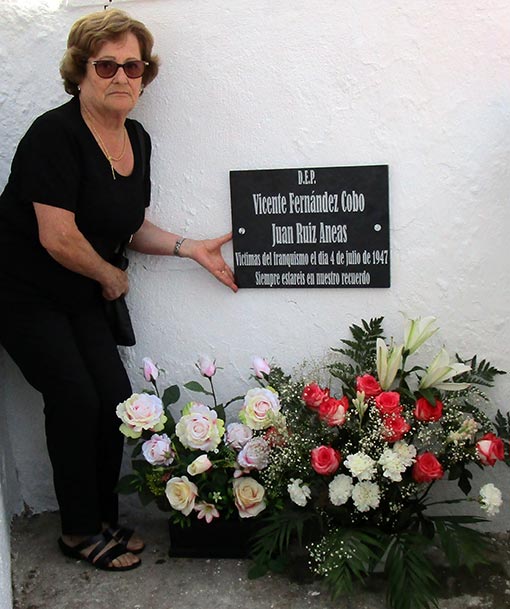 D.E.P.
Vicente Fernández Cobo
Juan Ruiz Aneas
Víctimas del franquismo el día 4 de julio de 1947
Siempre estareis en nuestro recuerdo